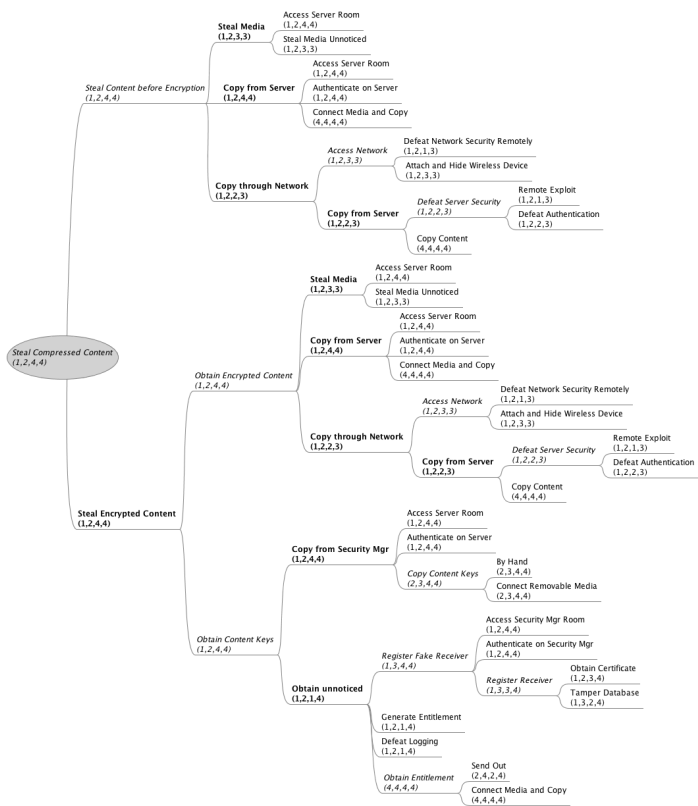 Steal Compressed Content
(1,2,4,4)
Steal Content before Encryption
(1,2,4,4)
Steal Media
(1,2,3,3)
Access Server Room
(1,2,4,4)
Steal Media Unnoticed
(1,2,3,3)
Copy from Server
(1,2,4,4)
Access Server Room
(1,2,4,4)
Authenticate on Server
(1,2,4,4)
Connect Media and Copy
(4,4,4,4)
Copy through Network
(1,2,2,3)
Access Network
(1,2,3,3)
Defeat Network Security Remotely
(1,2,1,3)
Attach and Hide Wireless Device
(1,2,3,3)
Copy from Server
(1,2,2,3)
Defeat Server Security
(1,2,2,3)
Remote Exploit
(1,2,1,3)
Defeat Authentication
(1,2,2,3)
Copy Content
(4,4,4,4)
Steal Encrypted Content
(1,2,4,4)
Obtain Encrypted Content
(1,2,4,4)
Steal Media
(1,2,3,3)
Access Server Room
(1,2,4,4)
Steal Media Unnoticed
(1,2,3,3)
Copy from Server
(1,2,4,4)
Access Server Room
(1,2,4,4)
Authenticate on Server
(1,2,4,4)
Connect Media and Copy
(4,4,4,4)
Copy through Network
(1,2,2,3)
Access Network
(1,2,3,3)
Defeat Network Security Remotely
(1,2,1,3)
Attach and Hide Wireless Device
(1,2,3,3)
Copy from Server
(1,2,2,3)
Defeat Server Security
(1,2,2,3)
Remote Exploit
(1,2,1,3)
Defeat Authentication
(1,2,2,3)
Copy Content
(4,4,4,4)
Obtain Content Keys
(1,2,4,4)
Copy from Security Mgr
(1,2,4,4)
Access Server Room
(1,2,4,4)
Authenticate on Server
(1,2,4,4)
Copy Content Keys
(2,3,4,4)
By Hand
(2,3,4,4)
Connect Removable Media
(2,3,4,4)
Obtain unnoticed
(1,2,1,4)
Register Fake Receiver
(1,3,4,4)
Access Security Mgr Room
(1,2,4,4)
Authenticate on Security Mgr
(1,2,4,4)
Register Receiver
(1,3,3,4)
Obtain Certificate
(1,2,3,4)
Tamper Database
(1,3,2,4)
Generate Entitlement
(1,2,1,4)
Defeat Logging
(1,2,1,4)
Obtain Entitlement
(4,4,4,4)
Send Out
(2,4,2,4)
Connect Media and Copy
(4,4,4,4)